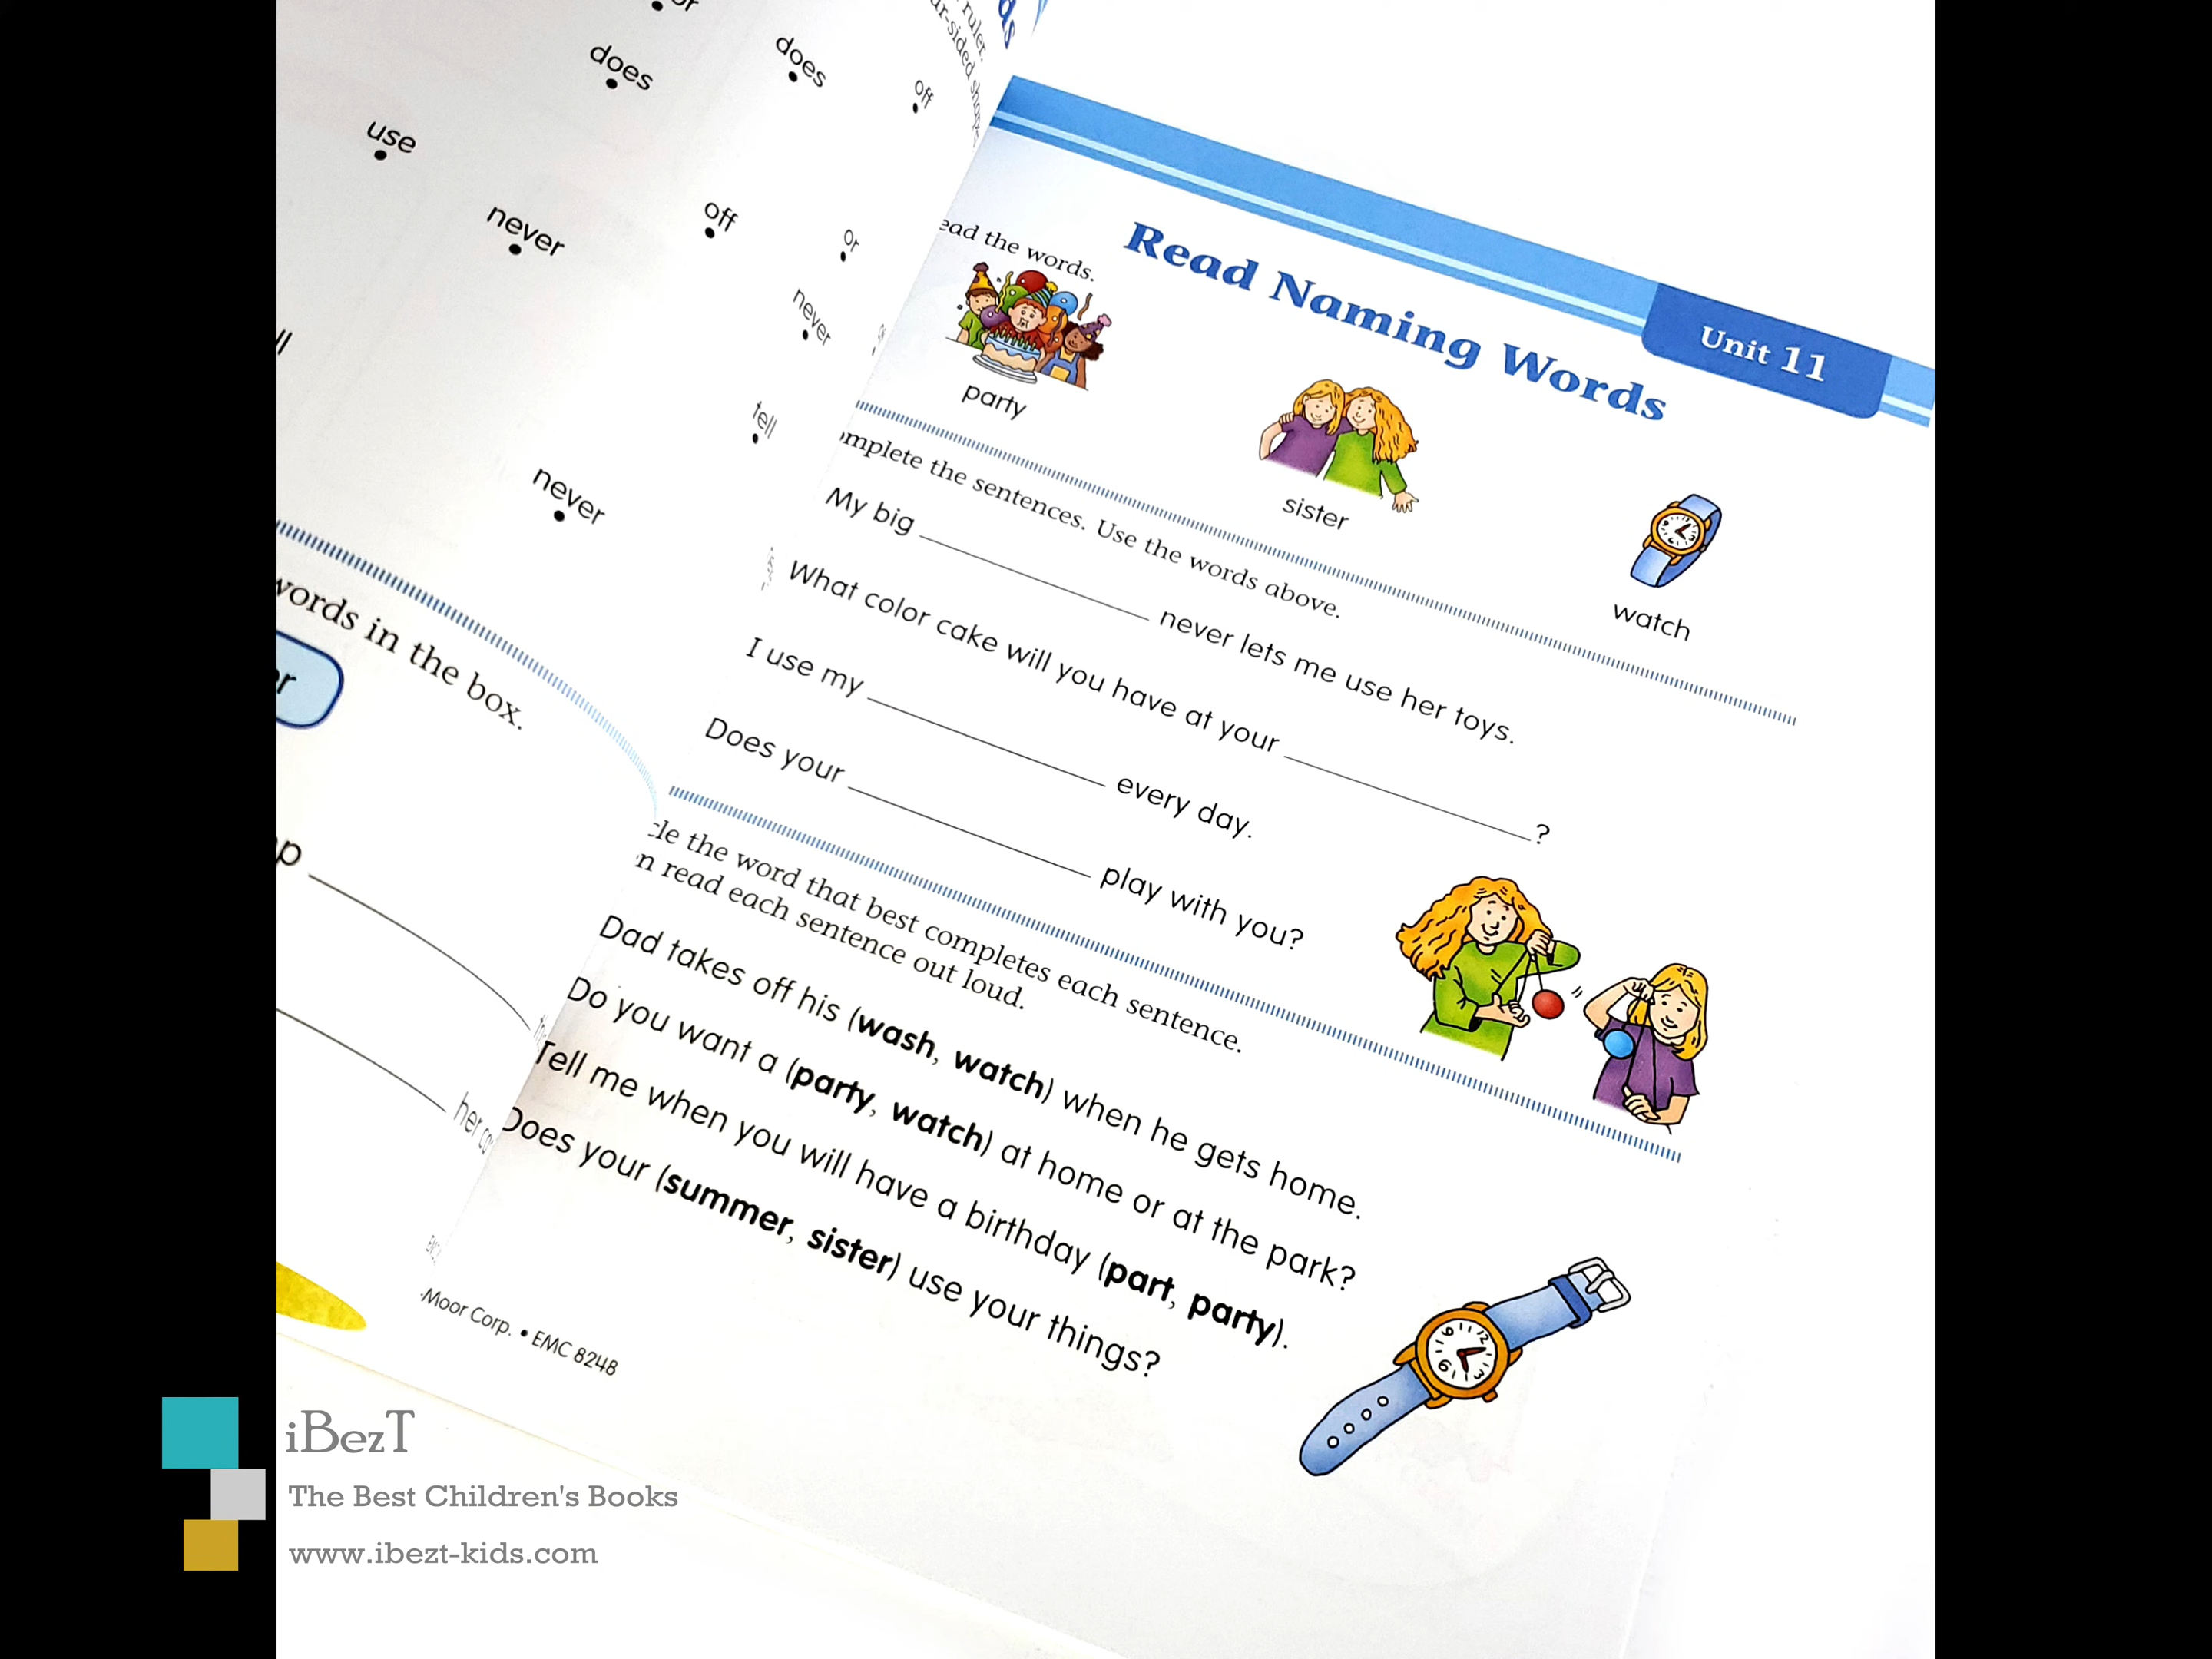 does
does
off
use
never
off
or
never
tell
never
words in the box.
her
Unit 11
Read Naming Words
the words.
party
sister
watch
the sentences. Use the words above.
My big never lets me use her toys.
What color cake will you have at your ?
I use my every day.
Does your play with you?
the word that best completes each sentence.
read each sentence out loud.
Dad takes off his (wash, watch) when he gets home.
Do you want a (party, watch) at home or at the park?
Tell me when you will have a birthday (part, party).
Does your (summer, sister) use your things?
Moor Corp. • EMC 8248
iBezT
The Best Children's Books
www.ibezt-kids.com